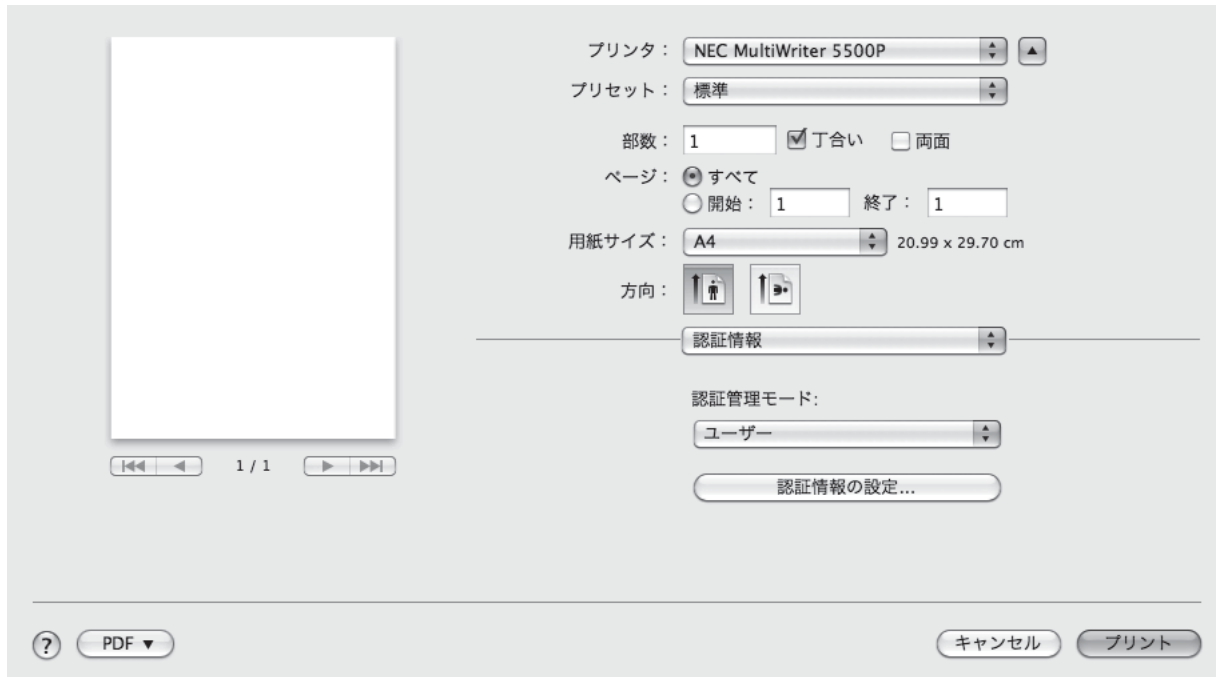 プリンタ： NEC MultiWriter 5500P
プリセット： 標準
部数： 1 丁合い 両面
ページ： すべて
開始： 1 終了： 1
用紙サイズ： A4 20.99 x 29.70 cm
方向：
認証情報
認証管理モード:
ユーザー
1 / 1
認証情報の設定...
? PDF ▼ キャンセル プリント